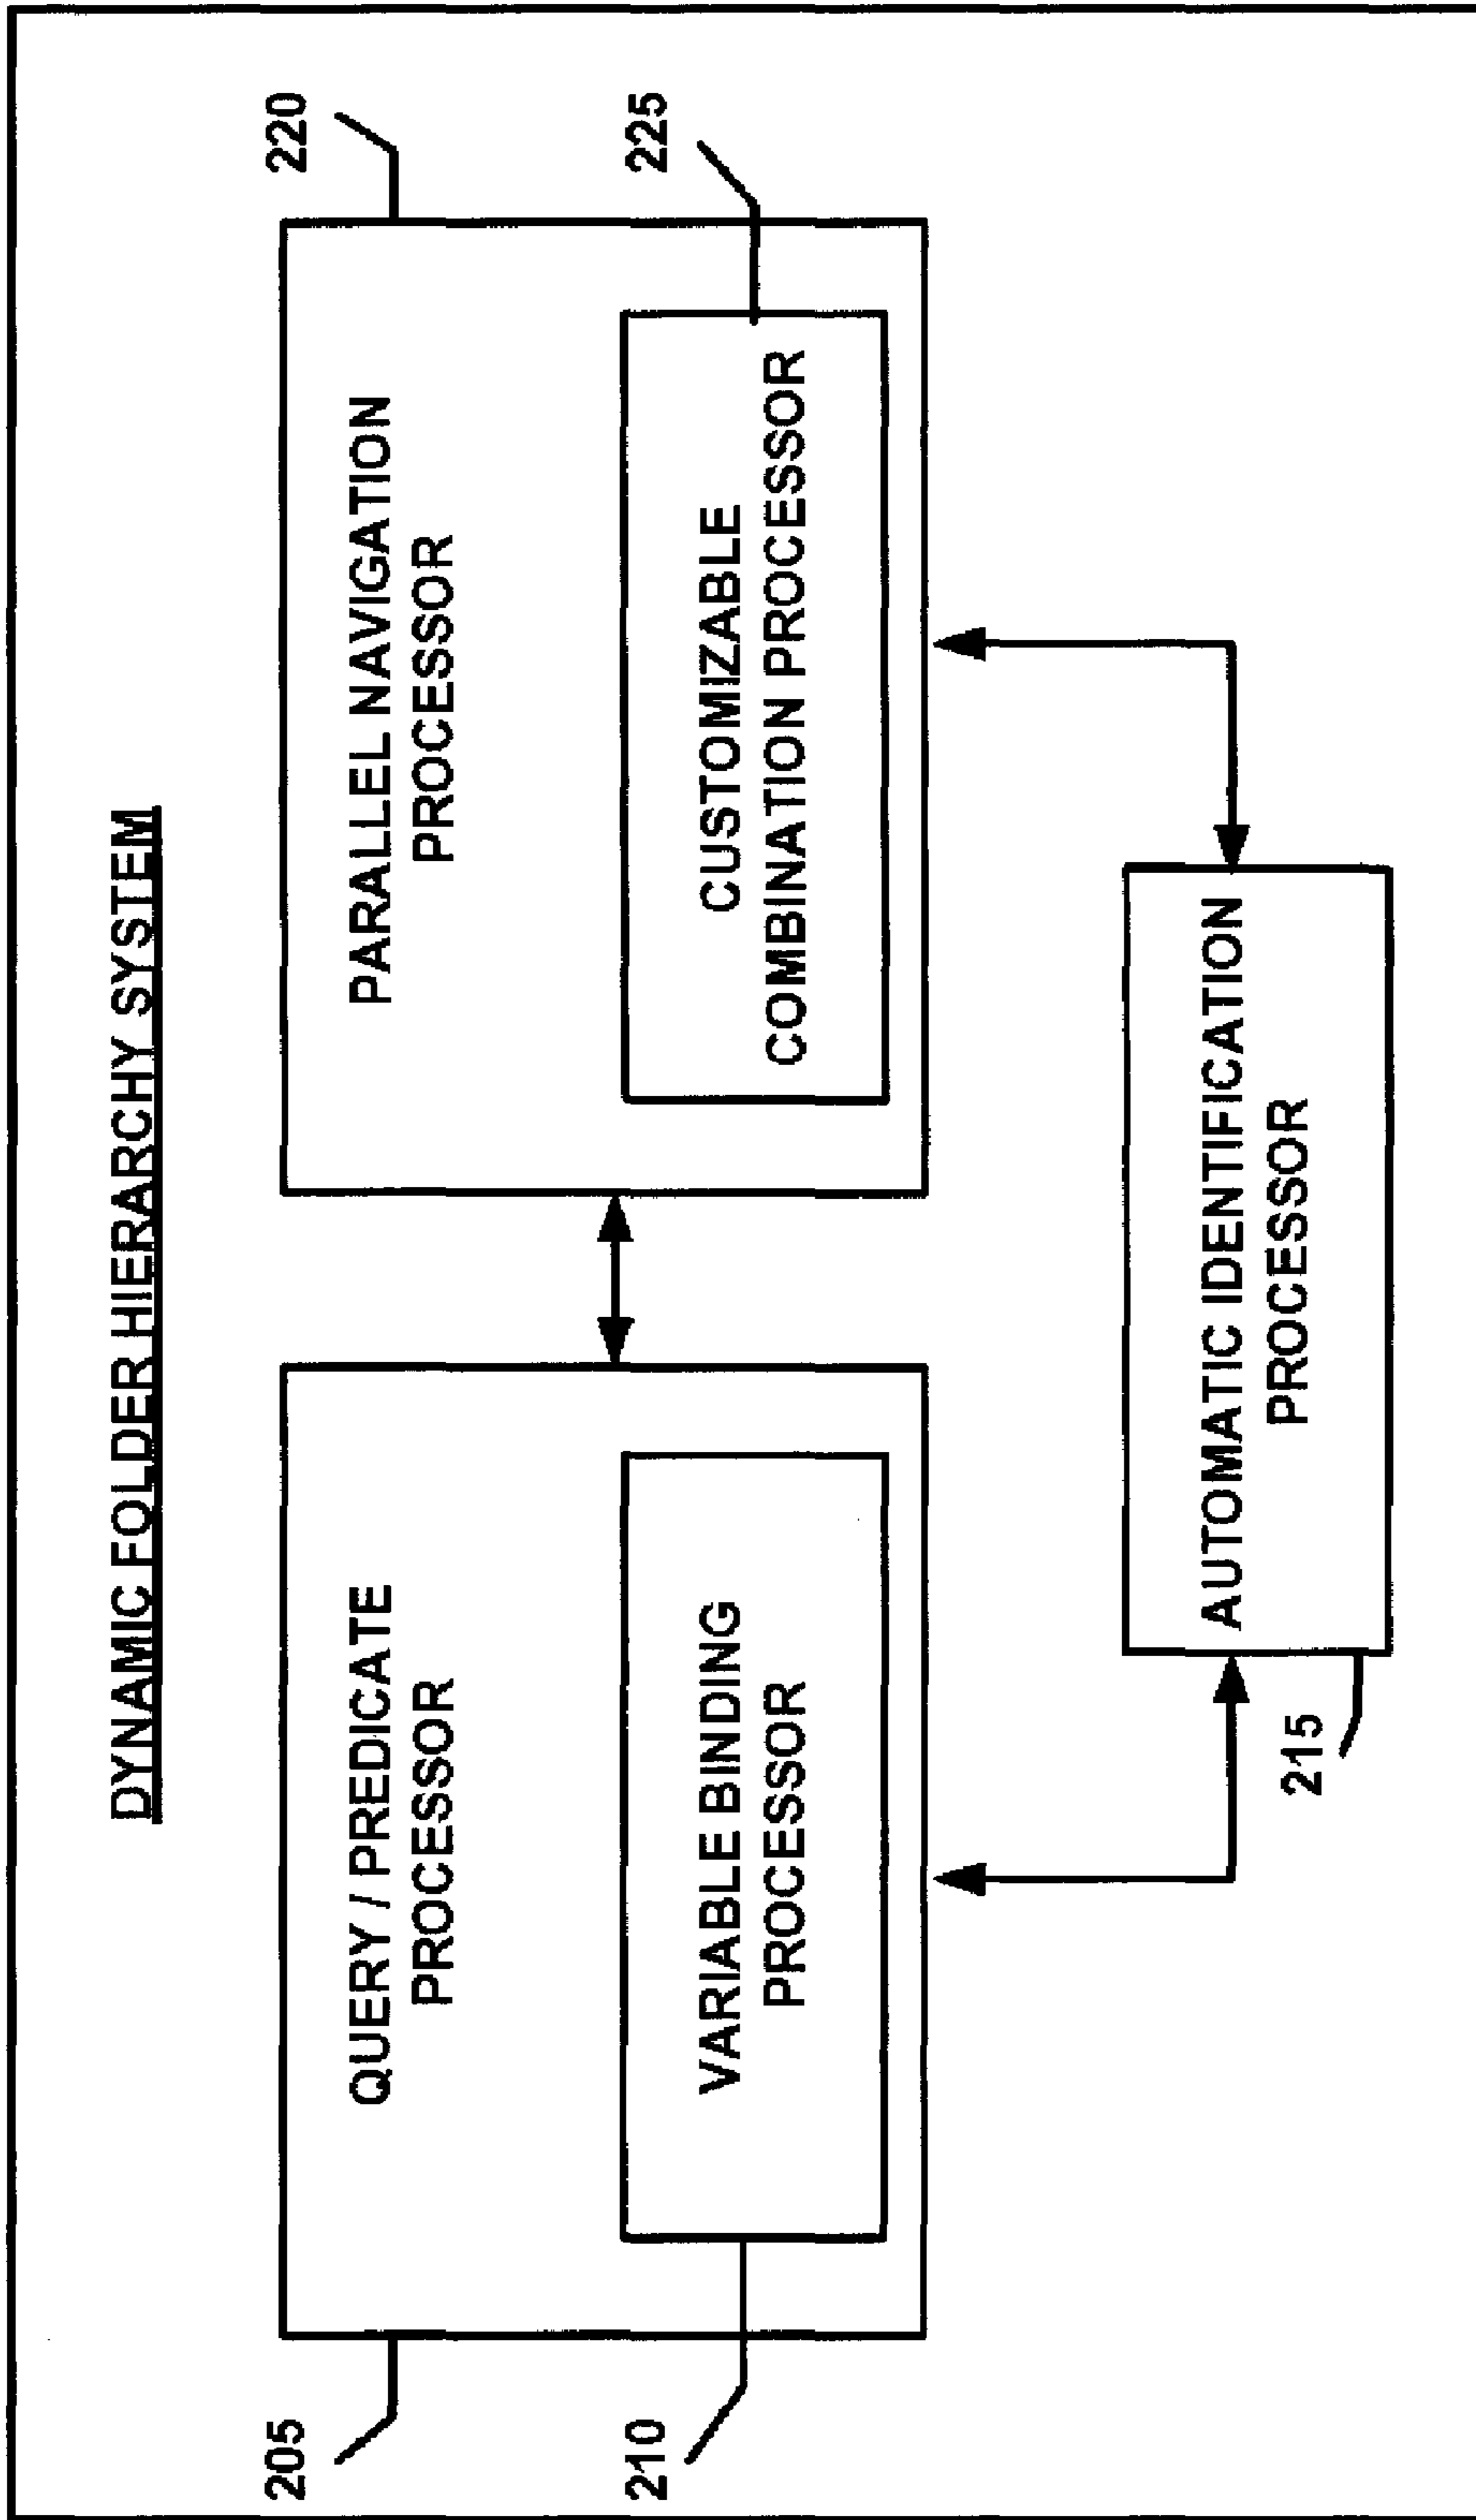 DYNAMIC FOLDER HIERARCHY SYSTEM
205
QUERY / PREDICATE
PROCESSOR
210
VARIABLE BINDING
PROCESSOR
220
PARALLEL NAVIGATION
PROCESSOR
225
CUSTOMIZABLE
COMBINATION PROCESSOR
215
AUTOMATIC IDENTIFICATION
PROCESSOR